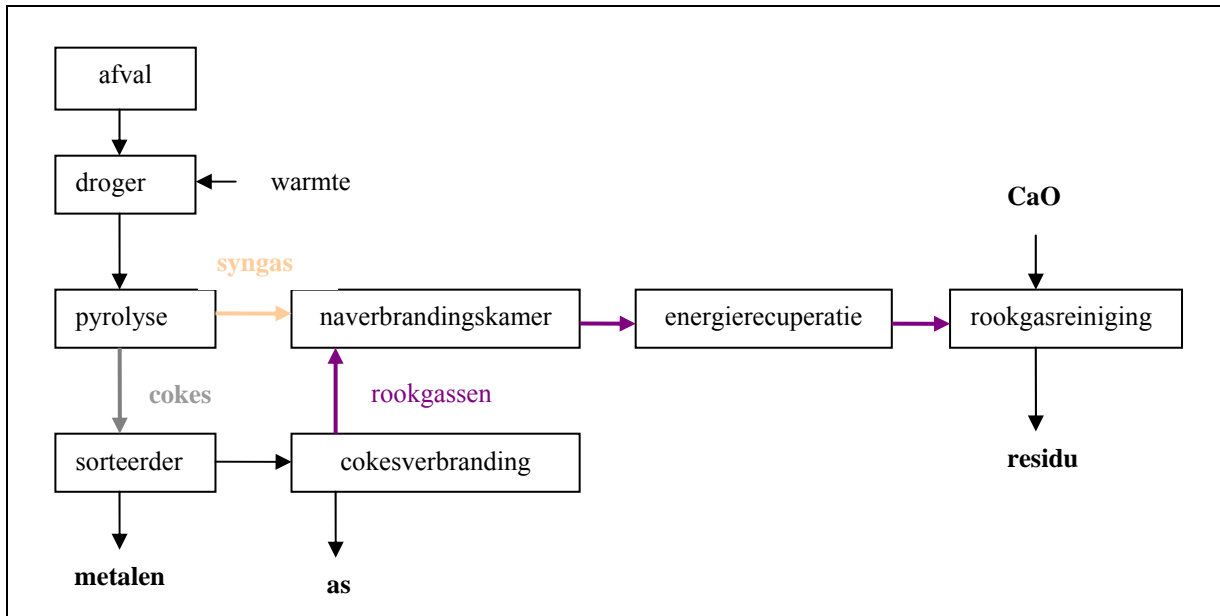 afval
droger
warmte
CaO
syngas
pyrolyse
naverbrandingskamer
energierecuperatie
rookgasreiniging
cokes
rookgassen
sorteerder
cokesverbranding
residu
metalen
as